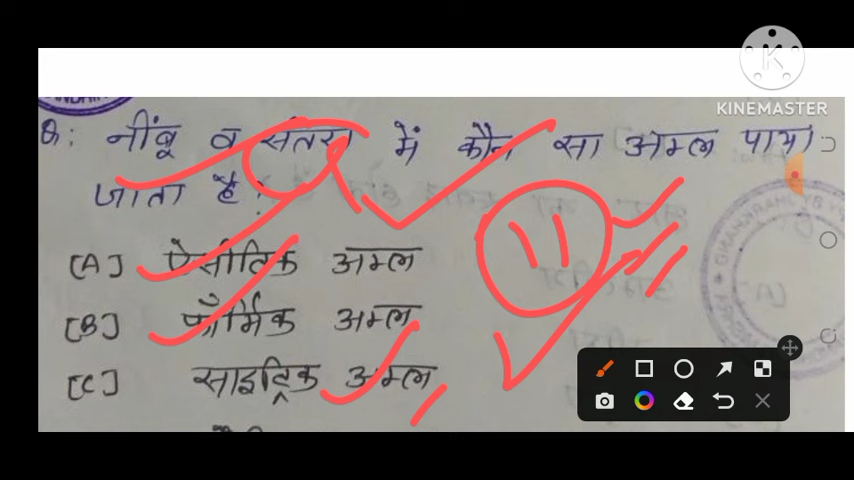 KINEMASTER
Q: नींबू व संतरा में कौन सा अम्ल पाया
जाता है?
[A] ऐसीतिक अम्ल
[B] फॉर्मिक अम्ल
[C] साइट्रिक अम्ल